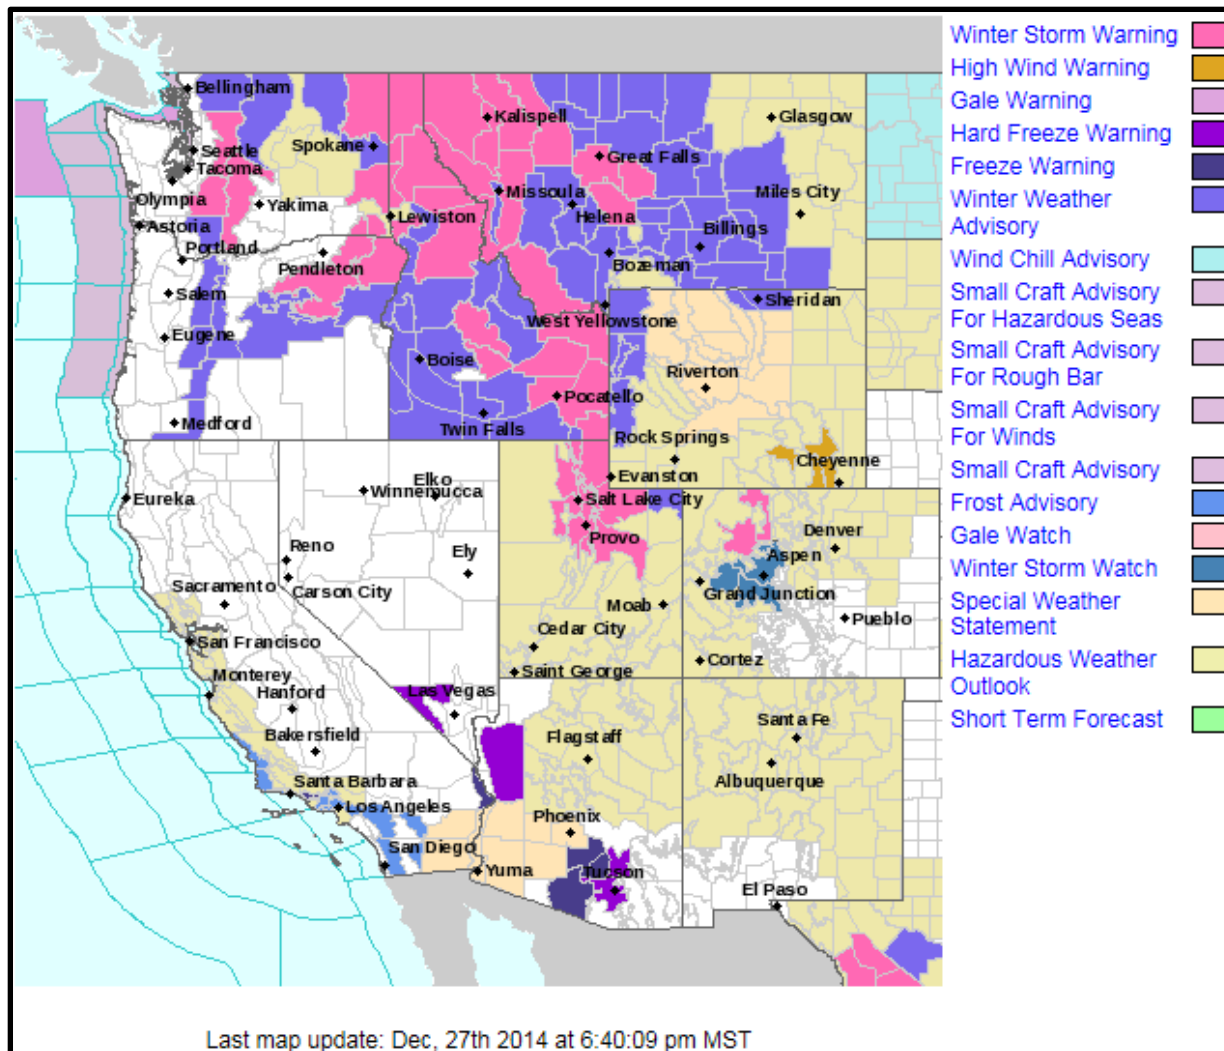 Winter Storm Warning
High Wind Warning
Gale Warning
Hard Freeze Warning
Freeze Warning
Winter Weather
Advisory
Wind Chill Advisory
Small Craft Advisory
For Hazardous Seas
Small Craft Advisory
For Rough Bar
Small Craft Advisory
For Winds
Small Craft Advisory
Frost Advisory
Gale Watch
Winter Storm Watch
Special Weather
Statement
Hazardous Weather
Outlook
Short Term Forecast
Bellingham
Kalispell
Glasgow
Seattle
Spokane
Great Falls
Tacoma
Missoula
Miles City
Olympia
Yakima
Lewiston
Helena
Astoria
Billings
Portland
Pendleton
Bozeman
Salem
Sheridan
West Yellowstone
Eugene
Boise
Riverton
Pocatello
Medford
Twin Falls
Rock Springs
Cheyenne
Elko
Evanston
Winnemucca
Eureka
Salt Lake City
Denver
Provo
Reno
Ely
Aspen
Sacramento
Carson City
Grand Junction
Moab
Pueblo
Cedar City
San Francisco
Cortez
Saint George
Monterey
Hanford
Las Vegas
Santa Fe
Bakersfield
Flagstaff
Santa Barbara
Albuquerque
Los Angeles
Phoenix
San Diego
Yuma
Tucson
El Paso
Last map update: Dec, 27th 2014 at 6:40:09 pm MST